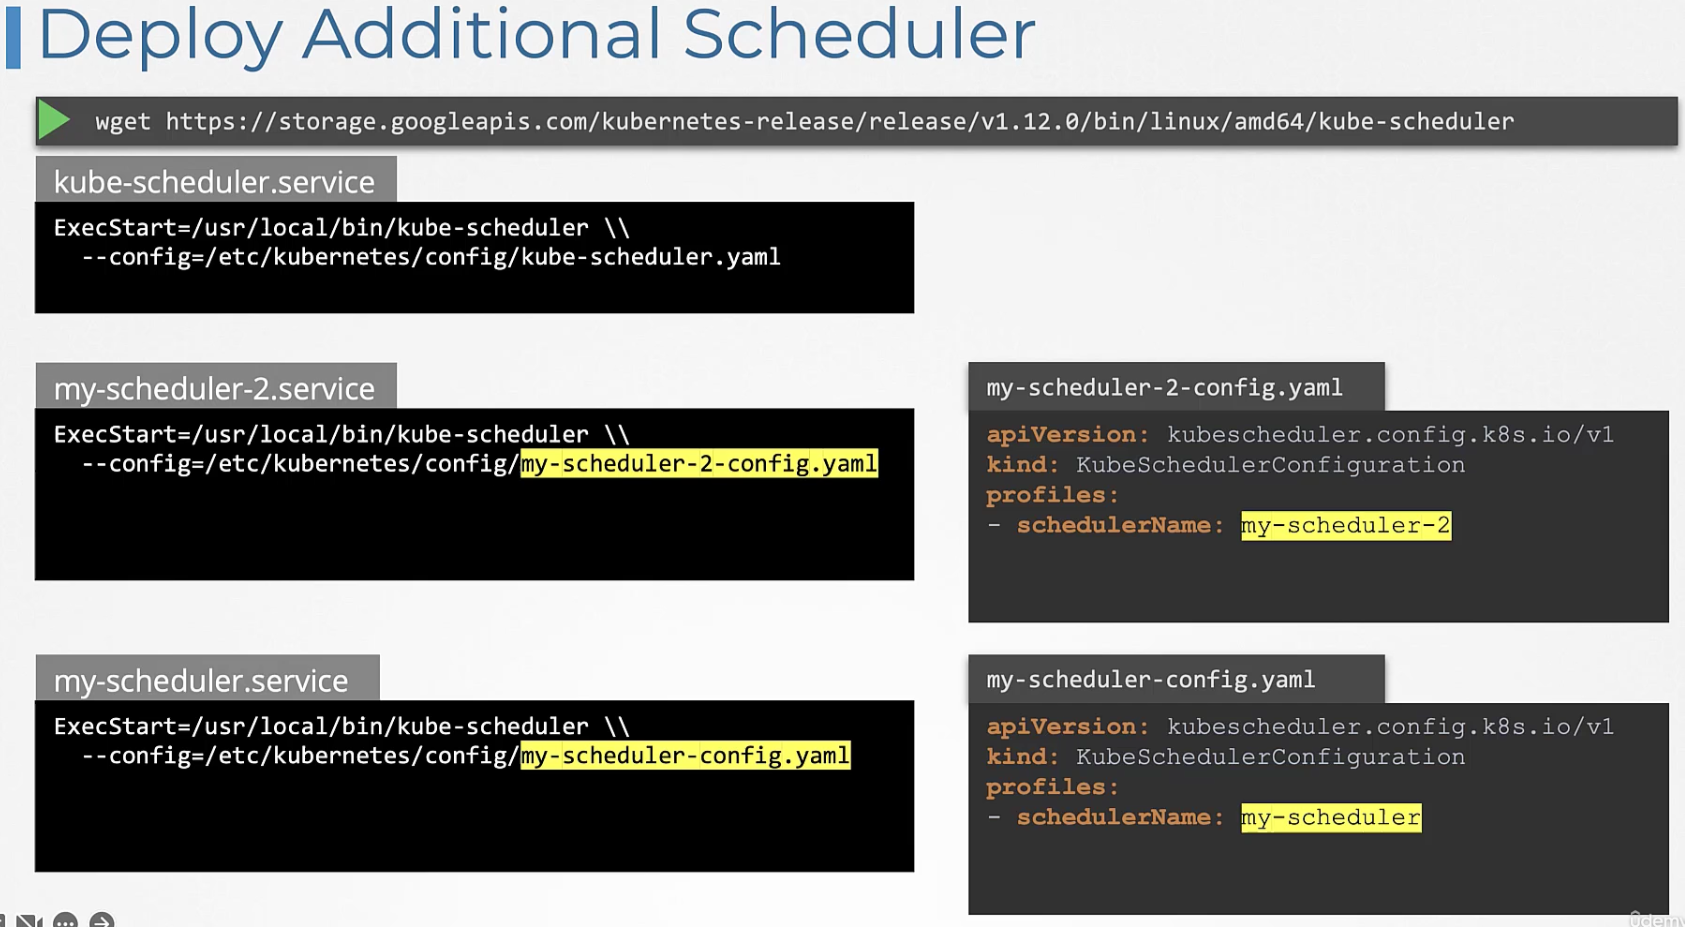 Deploy Additional Scheduler
wget https://storage.googleapis.com/kubernetes-release/release/v1.12.0/bin/linux/amd64/kube-scheduler
kube-scheduler.service
ExecStart=/usr/local/bin/kube-scheduler \\
--config=/etc/kubernetes/config/kube-scheduler.yaml
my-scheduler-2.service
ExecStart=/usr/local/bin/kube-scheduler \\
--config=/etc/kubernetes/config/my-scheduler-2-config.yaml
my-scheduler-2-config.yaml
apiVersion: kubescheduler.config.k8s.io/v1
kind: KubeSchedulerConfiguration
profiles:
- schedulerName: my-scheduler-2
my-scheduler.service
ExecStart=/usr/local/bin/kube-scheduler \\
--config=/etc/kubernetes/config/my-scheduler-config.yaml
my-scheduler-config.yaml
apiVersion: kubescheduler.config.k8s.io/v1
kind: KubeSchedulerConfiguration
profiles:
- schedulerName: my-scheduler
ûdemy